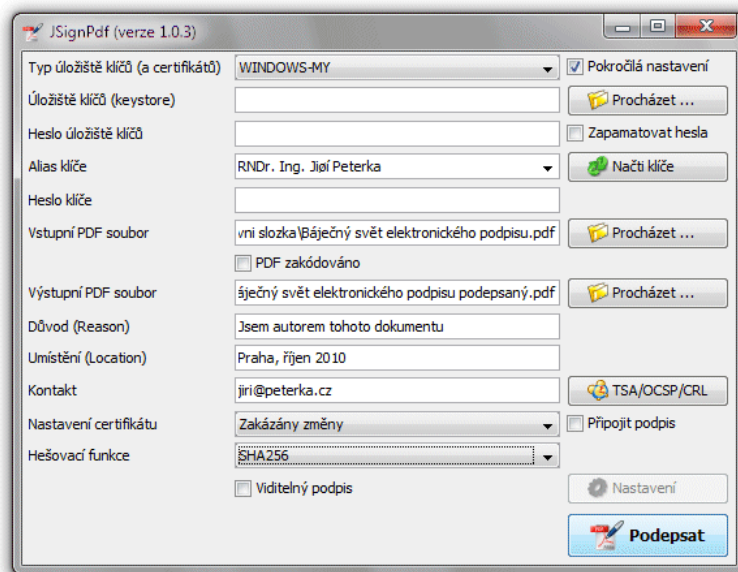 JSignPdf (verze 1.0.3)
Typ úložiště klíčů (a certifikátů) WINDOWS-MY Pokročilá nastavení
Úložiště klíčů (keystore) Procházet ...
Heslo úložiště klíčů Zapamatovat hesla
Alias klíče RNDr. Ing. Jiøí Peterka Načti klíče
Heslo klíče
Vstupní PDF soubor vni slozka\Báječný svět elektronického podpisu.pdf Procházet ...
PDF zakódováno
Výstupní PDF soubor áječný svět elektronického podpisu podepsaný.pdf Procházet ...
Důvod (Reason) Jsem autorem tohoto dokumentu
Umístění (Location) Praha, říjen 2010
Kontakt jiri@peterka.cz TSA/OCSP/CRL
Nastavení certifikátu Zakázány změny Připojit podpis
Hešovací funkce SHA256
Viditelný podpis Nastavení
Podepsat